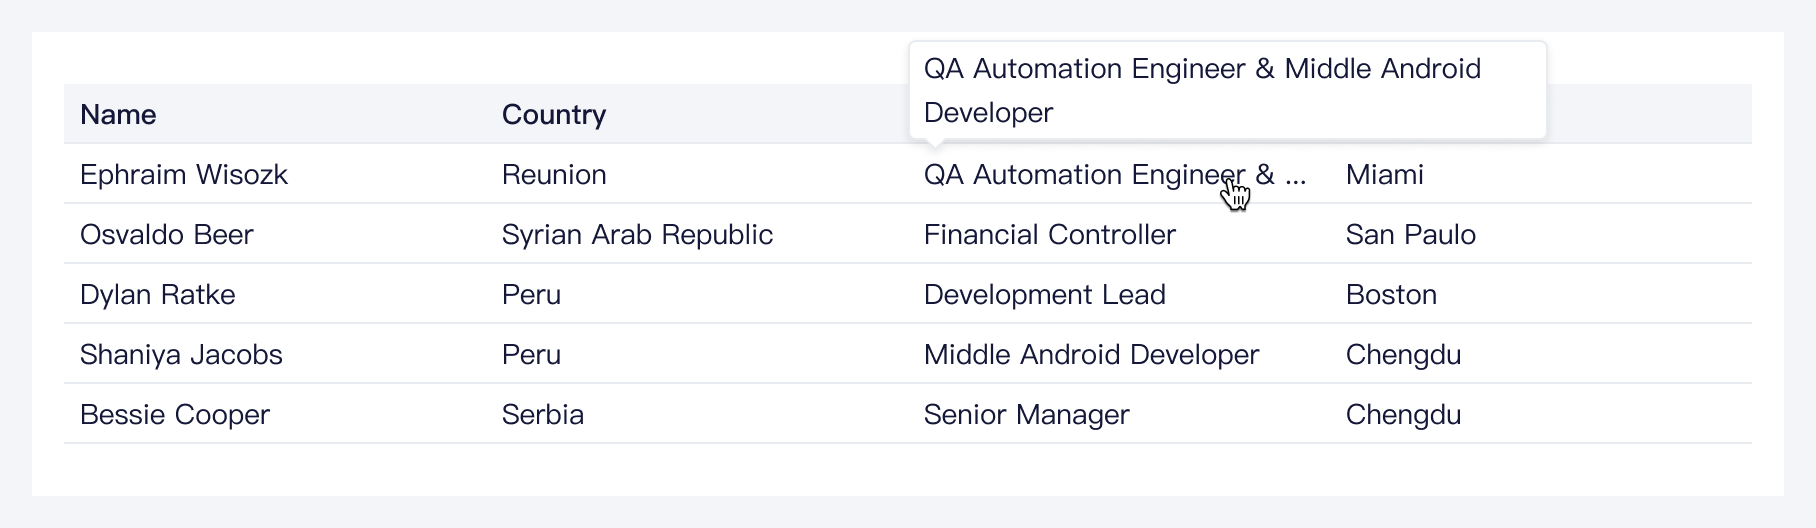 QA Automation Engineer & Middle Android
Developer
Name Country
Ephraim Wisozk Reunion QA Automation Engineer & ... Miami
Osvaldo Beer Syrian Arab Republic Financial Controller San Paulo
Dylan Ratke Peru Development Lead Boston
Shaniya Jacobs Peru Middle Android Developer Chengdu
Bessie Cooper Serbia Senior Manager Chengdu